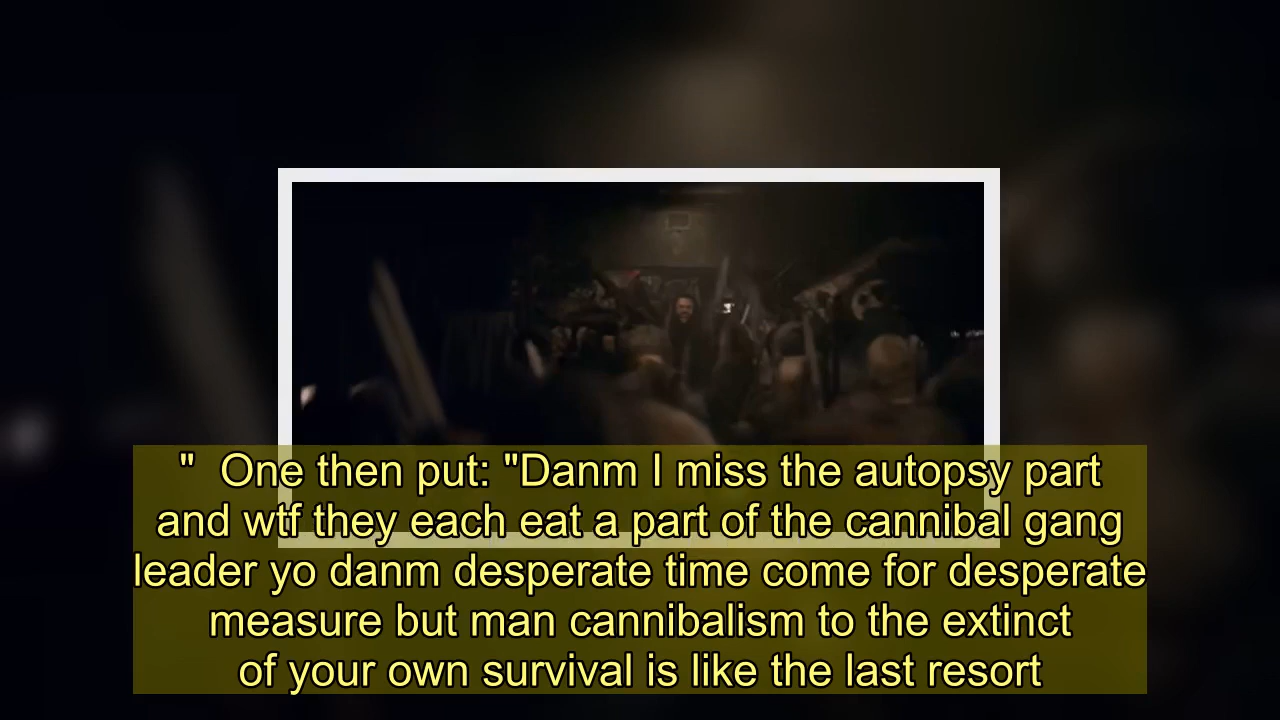 " One then put: "Danm I miss the autopsy part
and wtf they each eat a part of the cannibal gang
leader yo danm desperate time come for desperate
measure but man cannibalism to the extinct
of your own survival is like the last resort